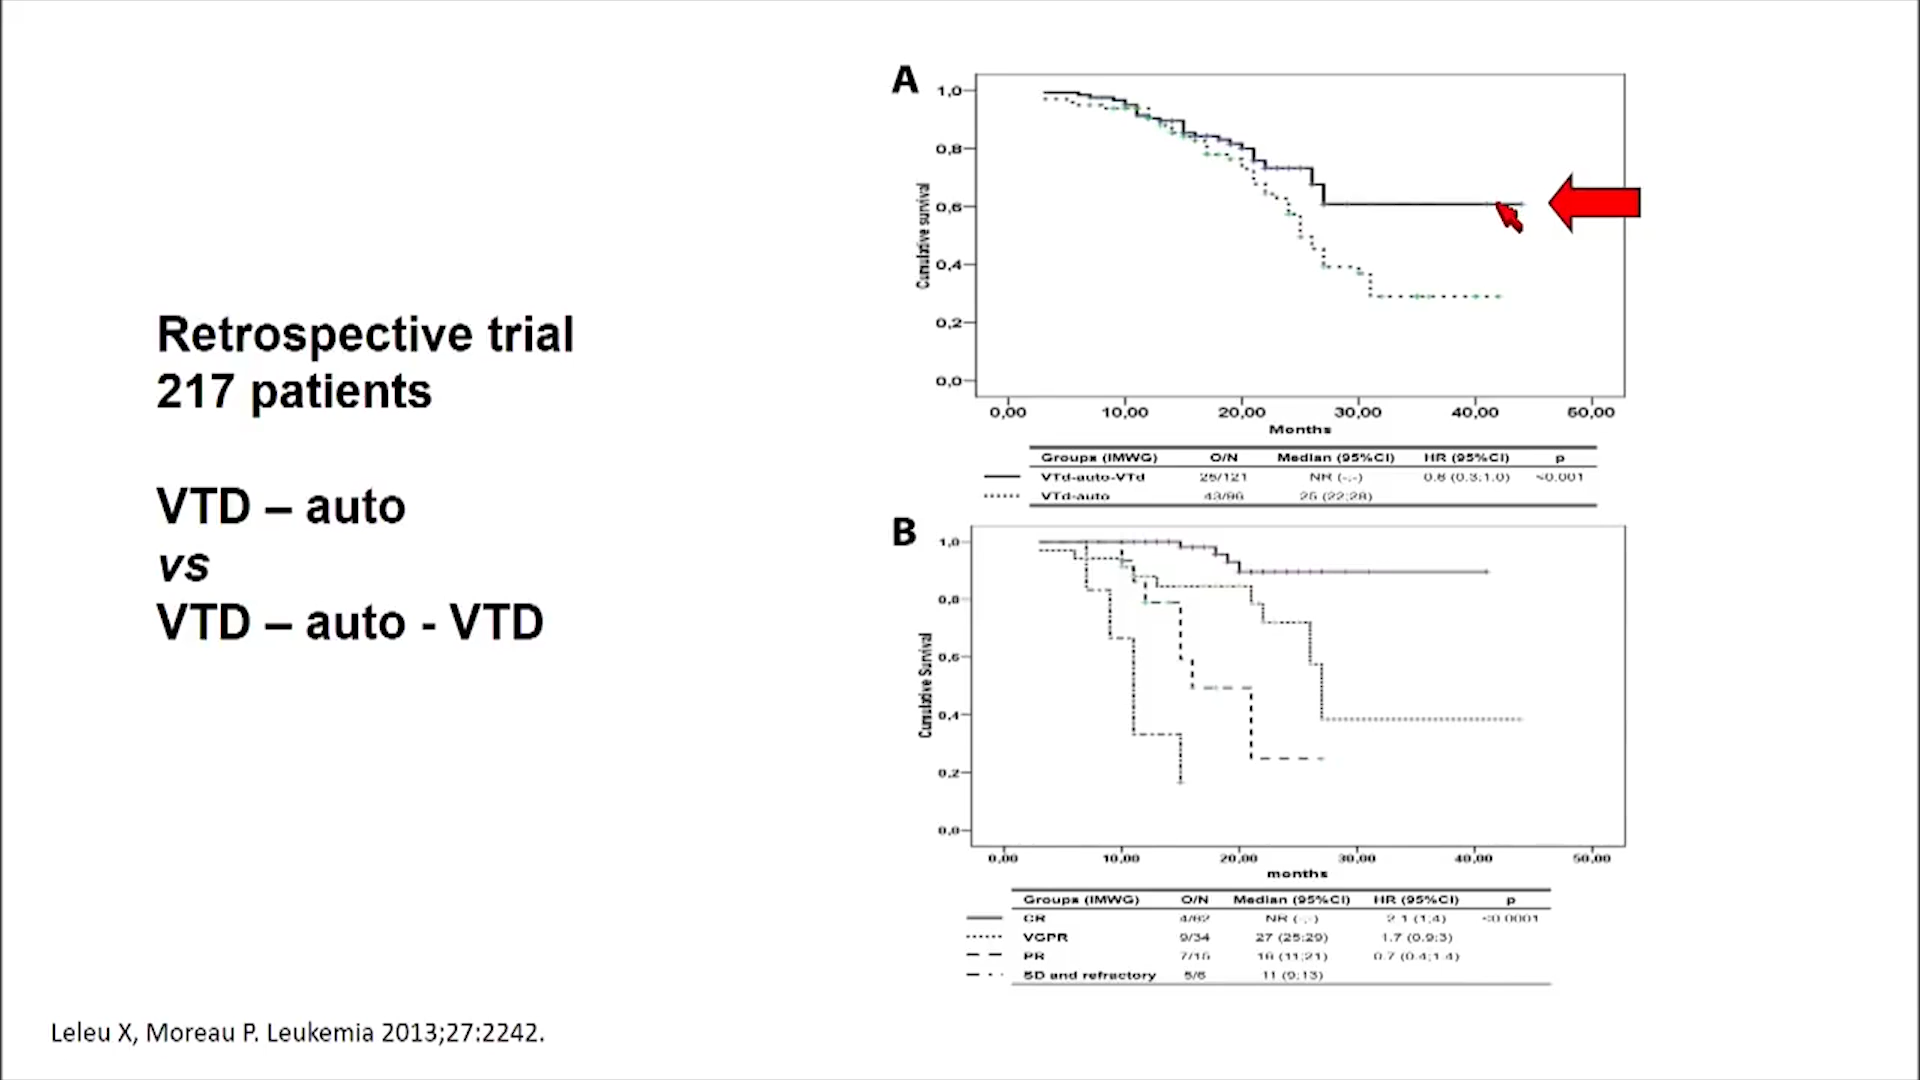 Retrospective trial
217 patients
VTD – auto
vs
VTD – auto - VTD
A
Cumulative survival
1,0
0,8
0,6
0,4
0,2
0,0
0,00 10,00 20,00 30,00 40,00 50,00
Months
Groups (IMWG) O/N Median (95%CI) HR (95%CI) p
VTd-auto-VTd /121 NR (-;-) (0.3;1.0) <0.001
VTd-auto 43/96 25 (22;28)
B
Cumulative Survival
1,0
0,8
0,6
0,4
0,2
0,0
0,00 10,00 20,00 30,00 40,00 50,00
months
Groups (IMWG) O/N Median (95%CI) HR (95%CI) p
CR 4/62 NR (-;-) 2.1 (1;4) <0.0001
VGPR 9/34 27 (25;29) 1.7 (0.9;3)
PR 7/15 16 (11;21) 0.7 (0.4;1.4)
SD and refractory 5/6 11 (9;13)
Leleu X, Moreau P. Leukemia 2013;27:2242.